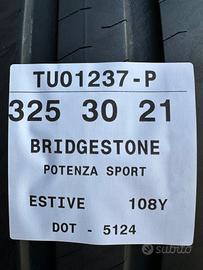 TU01237-P
325 30 21
BRIDGESTONE
POTENZA SPORT
ESTIVE 108Y
DOT - 5124
subito